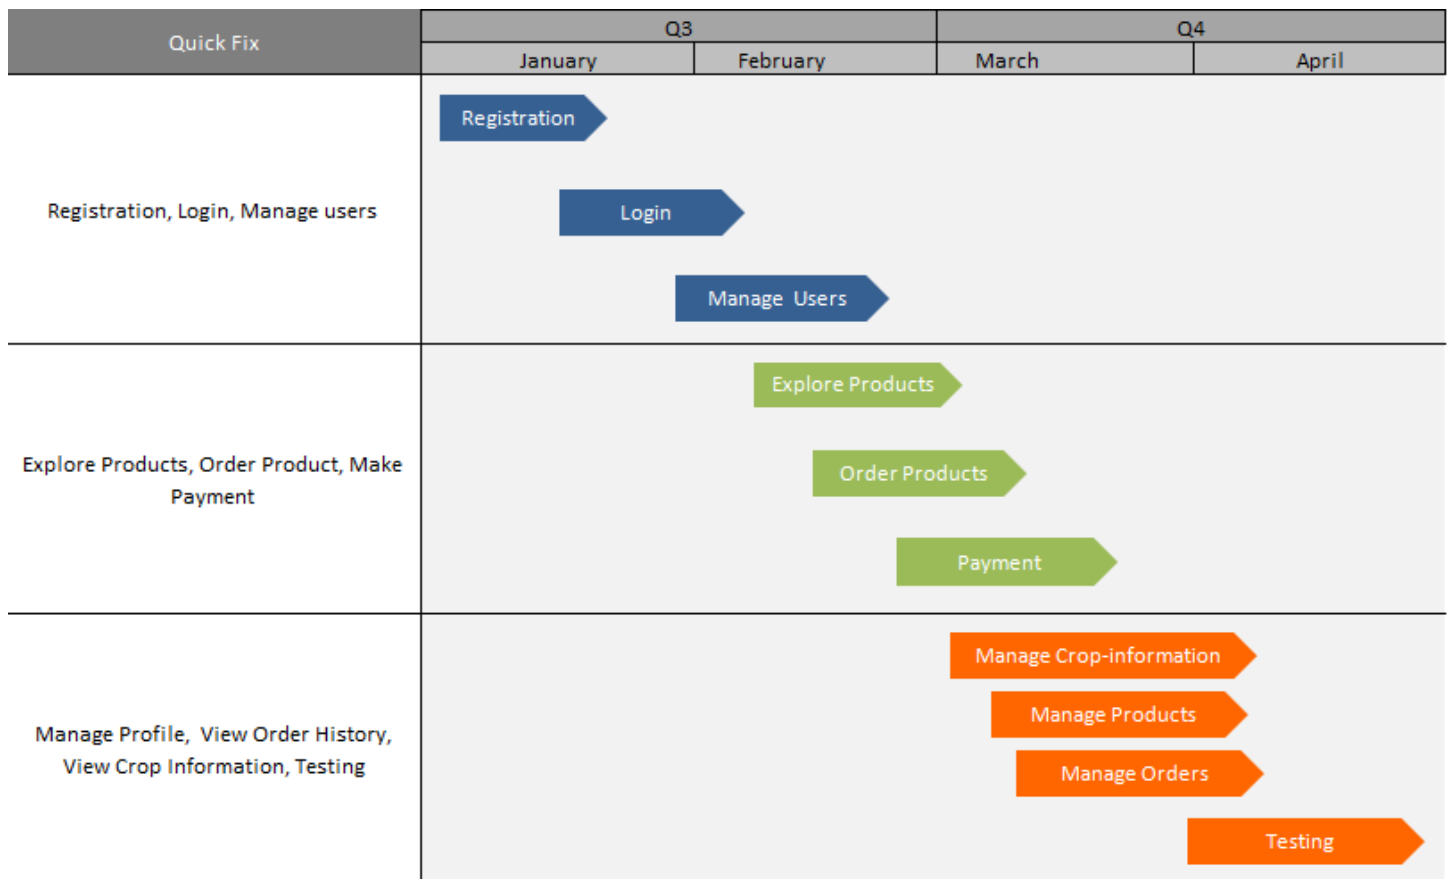 Quick Fix
Q3
Q4
January
February
March
April
Registration, Login, Manage users
Registration
Login
Manage Users
Explore Products, Order Product, Make
Payment
Explore Products
Order Products
Payment
Manage Profile, View Order History,
View Crop Information, Testing
Manage Crop-information
Manage Products
Manage Orders
Testing